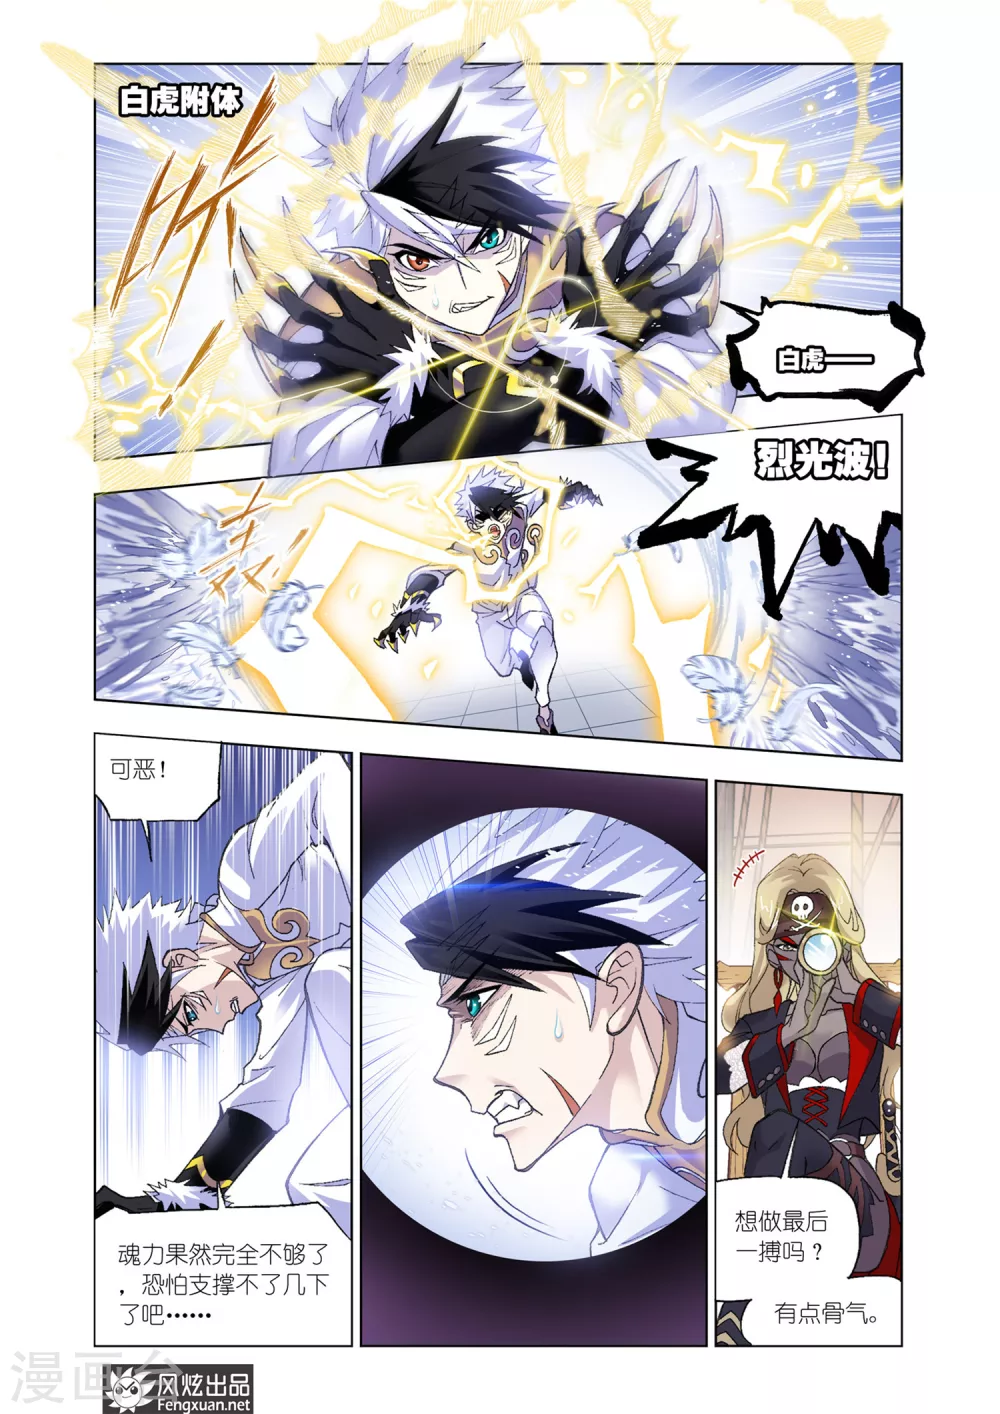 白虎附体
白虎——
烈光波！
可恶！
魂力果然完全不够了
，恐怕支撑不了几下
了吧······
想做最后
一搏吗？
有点骨气。
漫画台
风炫出品
Fengxuan.net